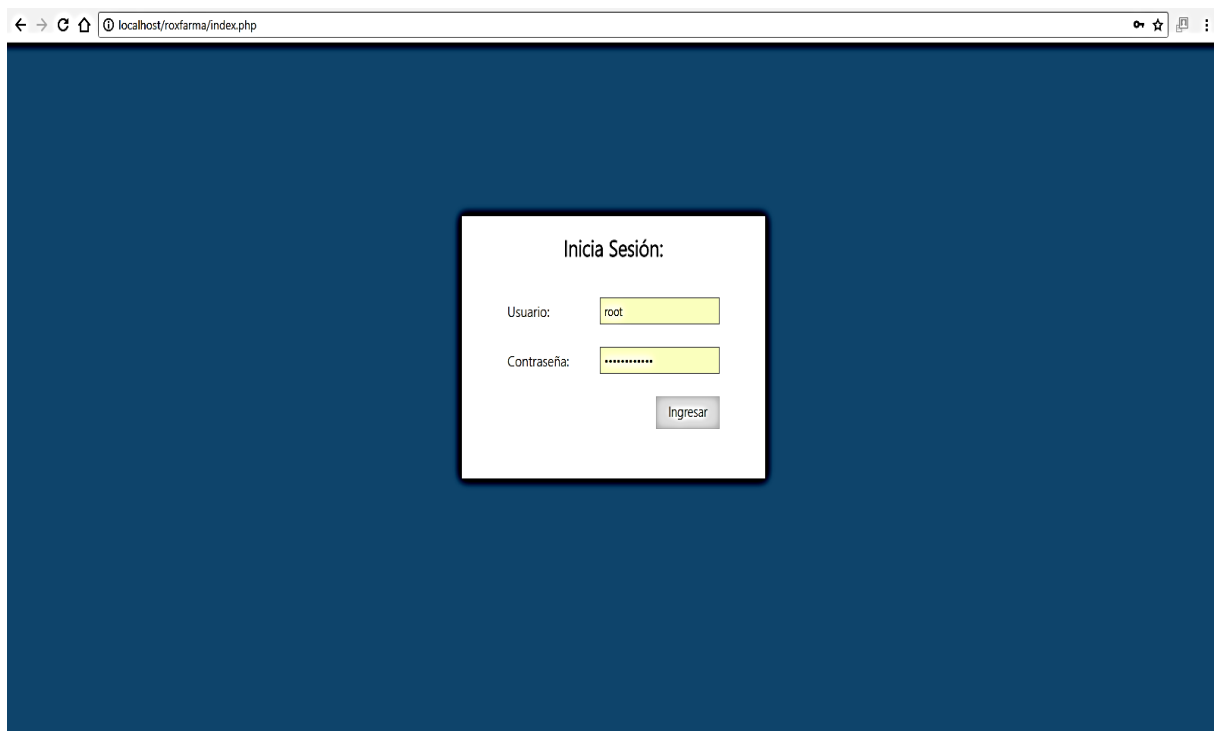 localhost/roxfarma/index.php
Inicia Sesión:
Usuario: root
Contraseña: ••••••••••••
Ingresar